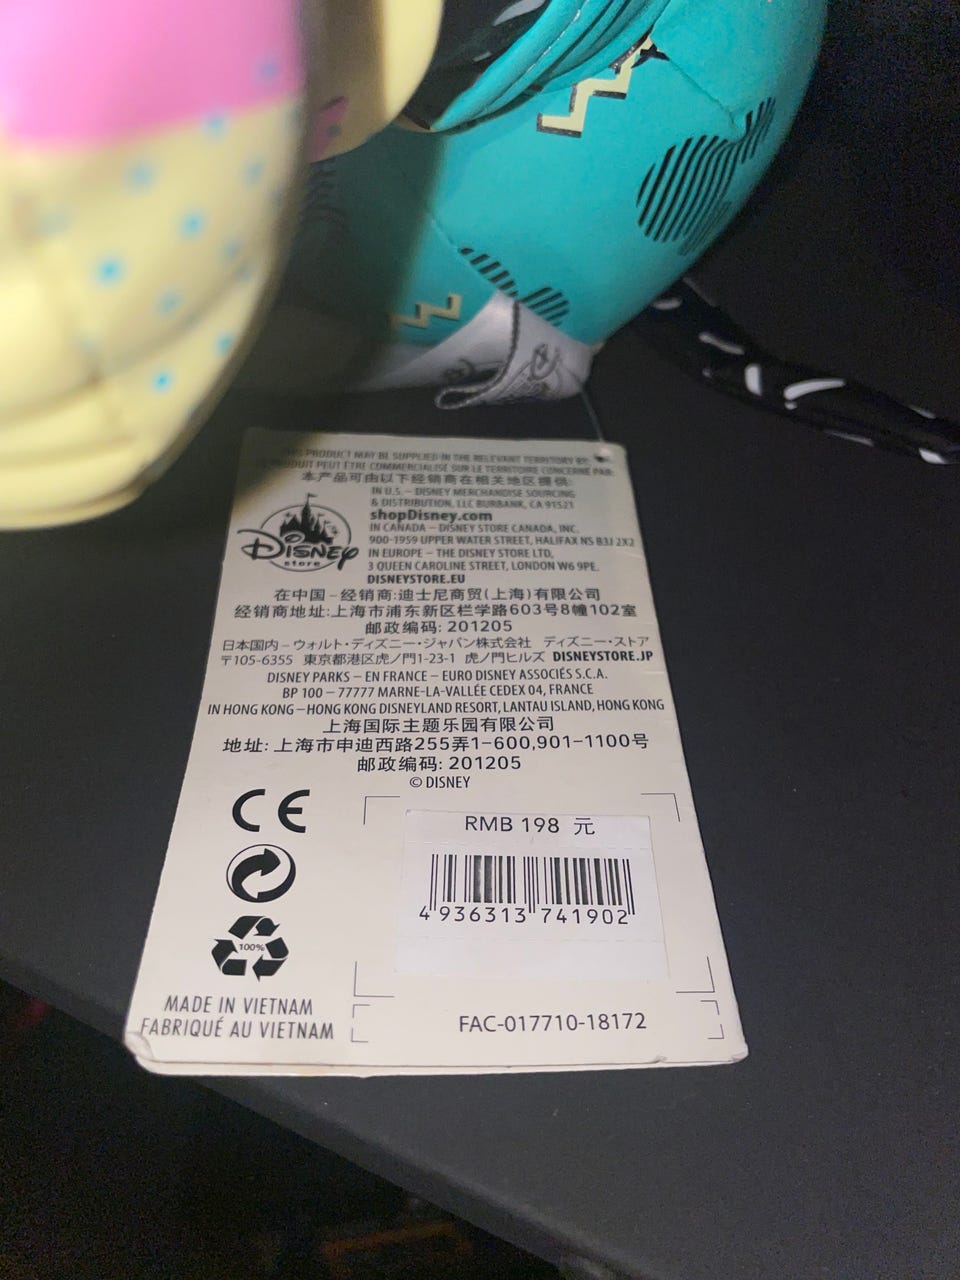 THIS PRODUCT MAY BE SUPPLIED IN THE RELEVANT TERRITORY BY:
PRODUIT PEUT ÊTRE COMMERCIALISÉ SUR LE TERRITOIRE CONCERNÉ PAR:
本产品可由以下经销商在相关地区提供:
IN U.S. – DISNEY MERCHANDISE SOURCING
& DISTRIBUTION, LLC BURBANK, CA 91521
shopDisney.com
IN CANADA – DISNEY STORE CANADA, INC.
900-1959 UPPER WATER STREET, HALIFAX NS B3J 2X2
IN EUROPE – THE DISNEY STORE LTD,
3 QUEEN CAROLINE STREET, LONDON W6 9PE.
DISNEYSTORE.EU
DISNEY
store
在中国-经销商:迪士尼商贸(上海)有限公司
经销商地址:上海市浦东新区栏学路603号8幢102室
邮政编码: 201205
日本国内 – ウォルト・ディズニー・ジャパン株式会社 ディズニー・ストア
〒105-6355 東京都港区虎ノ門1-23-1 虎ノ門ヒルズ DISNEYSTORE.JP
DISNEY PARKS – EN FRANCE – EURO DISNEY ASSOCIÉS S.C.A.
BP 100 – 77777 MARNE-LA-VALLÉE CEDEX 04, FRANCE
IN HONG KONG – HONG KONG DISNEYLAND RESORT, LANTAU ISLAND, HONG KONG
上海国际主题乐园有限公司
地址: 上海市申迪西路255弄1-600,901-1100号
邮政编码: 201205
© DISNEY
CE
RMB 198 元
4 936313 741902
100%
MADE IN VIETNAM
FABRIQUÉ AU VIETNAM
FAC-017710-18172